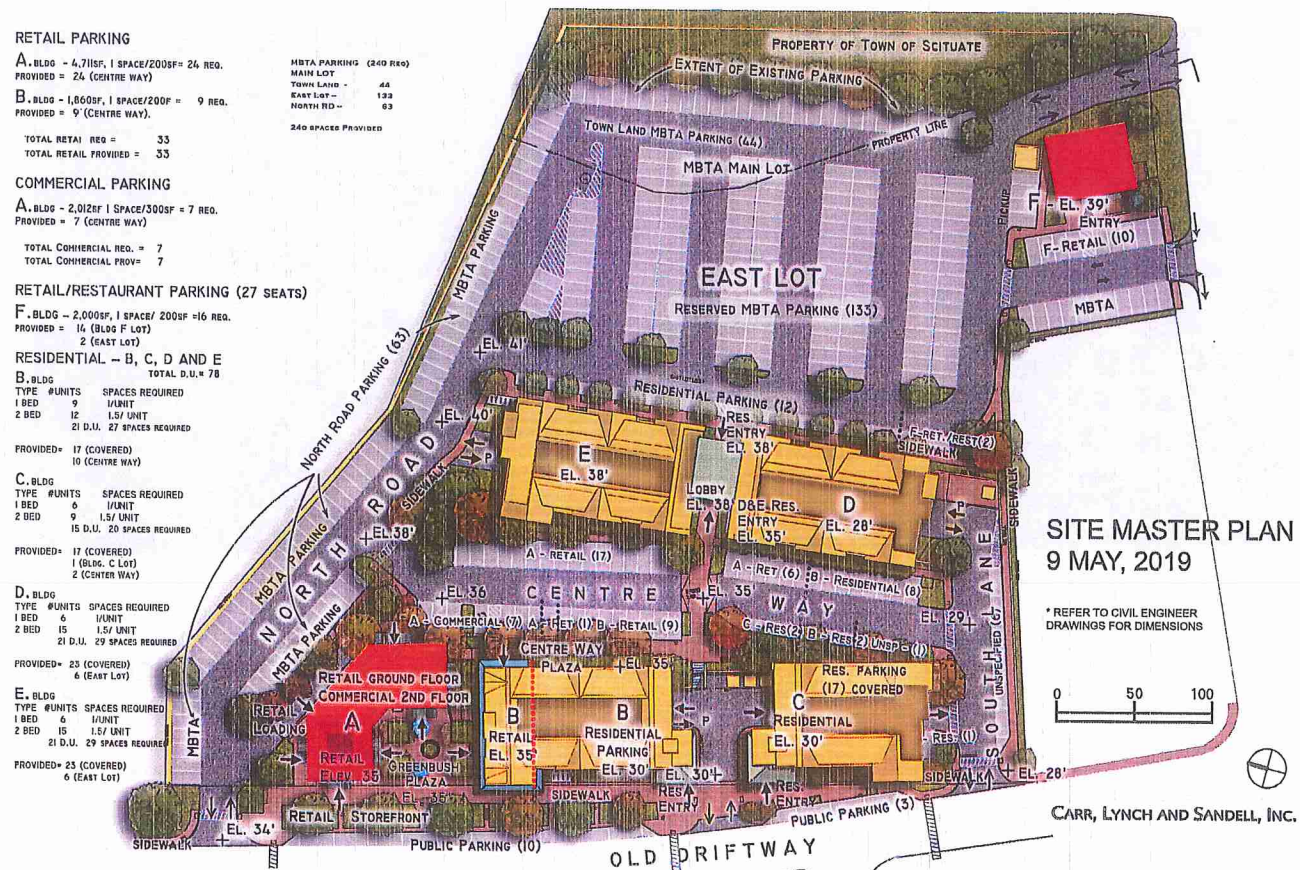 RETAIL PARKING
A. BLDG - 4,711SF, 1 SPACE/200SF= 24 REQ.
PROVIDED = 24 (CENTRE WAY)
B. BLDG - 1,860SF, 1 SPACE/200F = 9 REQ.
PROVIDED = 9 (CENTRE WAY).
TOTAL RETAI REQ = 33
TOTAL RETAIL PROVIDED = 33
COMMERCIAL PARKING
A. BLDG - 2,012SF 1 SPACE/300SF = 7 REQ.
PROVIDED = 7 (CENTRE WAY)
TOTAL COMMERCIAL REQ. = 7
TOTAL COMMERCIAL PROV= 7
RETAIL/RESTAURANT PARKING (27 SEATS)
F. BLDG - 2,000SF, 1 SPACE/ 200SF =16 REQ.
PROVIDED = 14 (BLDG F LOT)
2 (EAST LOT)
RESIDENTIAL -- B, C, D AND E
TOTAL D.U.= 78
B. BLDG
TYPE #UNITS SPACES REQUIRED
1 BED 9 1/UNIT
2 BED 12 1.5/ UNIT
21 D.U. 27 SPACES REQUIRED
PROVIDED= 17 (COVERED)
10 (CENTRE WAY)
C. BLDG
TYPE #UNITS SPACES REQUIRED
1 BED 6 1/UNIT
2 BED 9 1.5/ UNIT
15 D.U. 20 SPACES REQUIRED
PROVIDED= 17 (COVERED)
1 (BLDG. C LOT)
2 (CENTER WAY)
D. BLDG
TYPE #UNITS SPACES REQUIRED
1 BED 6 1/UNIT
2 BED 15 1.5/ UNIT
21 D.U. 29 SPACES REQUIRED
PROVIDED= 23 (COVERED)
6 (EAST LOT)
E. BLDG
TYPE #UNITS SPACES REQUIRED
1 BED 6 1/UNIT
2 BED 15 1.5/ UNIT
21 D.U. 29 SPACES REQUIRED
PROVIDED= 23 (COVERED)
6 (EAST LOT)
MBTA PARKING (240 REQ)
MAIN LOT
TOWN LAND - 44
EAST LOT -- 133
NORTH RD -- 63
240 SPACES PROVIDED
PROPERTY OF TOWN OF SCITUATE
EXTENT OF EXISTING PARKING
TOWN LAND MBTA PARKING (44)
PROPERTY LINE
MBTA MAIN LOT
PICKUP
F - EL. 39'
ENTRY
F- RETAIL (10)
MBTA
MBTA PARKING
EAST LOT
RESERVED MBTA PARKING (133)
NORTH ROAD PARKING (63)
EL. 41'
RESIDENTIAL PARKING (12)
EL. 40'
RES.
ENTRY
EL. 38'
F-RET/REST(2)
SIDEWALK
P
E
EL. 38'
LOBBY
EL. 38'
D&E RES.
ENTRY
EL. 35'
D
EL. 28'
P
SIDEWALK
SIDEWALK
NORTH ROAD
EL.38'
MBTA PARKING
MBTA PARKING
MBTA
A - RETAIL (17)
A - RET (6) B - RESIDENTIAL (8)
EL.36
CENTRE WAY
EL. 35'
EL. 29
A - COMMERCIAL (7) A - RET (1) B - RETAIL (9)
C - RES(2) B - RES(2) UNSP - (1)
UNSPECIFIED (6)
SOUTH LANE
CENTRE WAY
PLAZA
EL. 35'
RETAIL GROUND FLOOR
COMMERCIAL 2ND FLOOR
A
RETAIL
LOADING
RETAIL
ELEV. 35
GREENBUSH
PLAZA
EL. 35'
B
RETAIL
EL. 35'
B
RESIDENTIAL
PARKING
EL. 30'
P
RES. PARKING
(17) COVERED
C
RESIDENTIAL
EL. 30'
RES. (1)
EL. 30'
RES.
ENTRY
RES.
ENTRY
SIDEWALK
EL. 28'
SIDEWALK
RETAIL STOREFRONT
EL. 34'
SIDEWALK
PUBLIC PARKING (10)
PUBLIC PARKING (3)
OLD DRIFTWAY
SITE MASTER PLAN
9 MAY, 2019
* REFER TO CIVIL ENGINEER
DRAWINGS FOR DIMENSIONS
0 50 100
CARR, LYNCH AND SANDELL, INC.